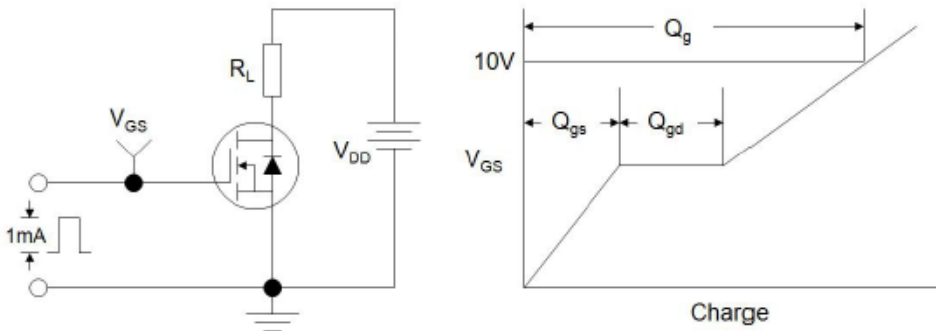 R_L
V_GS
V_DD
1mA
Q_g
10V
Q_gs
Q_gd
V_GS
Charge